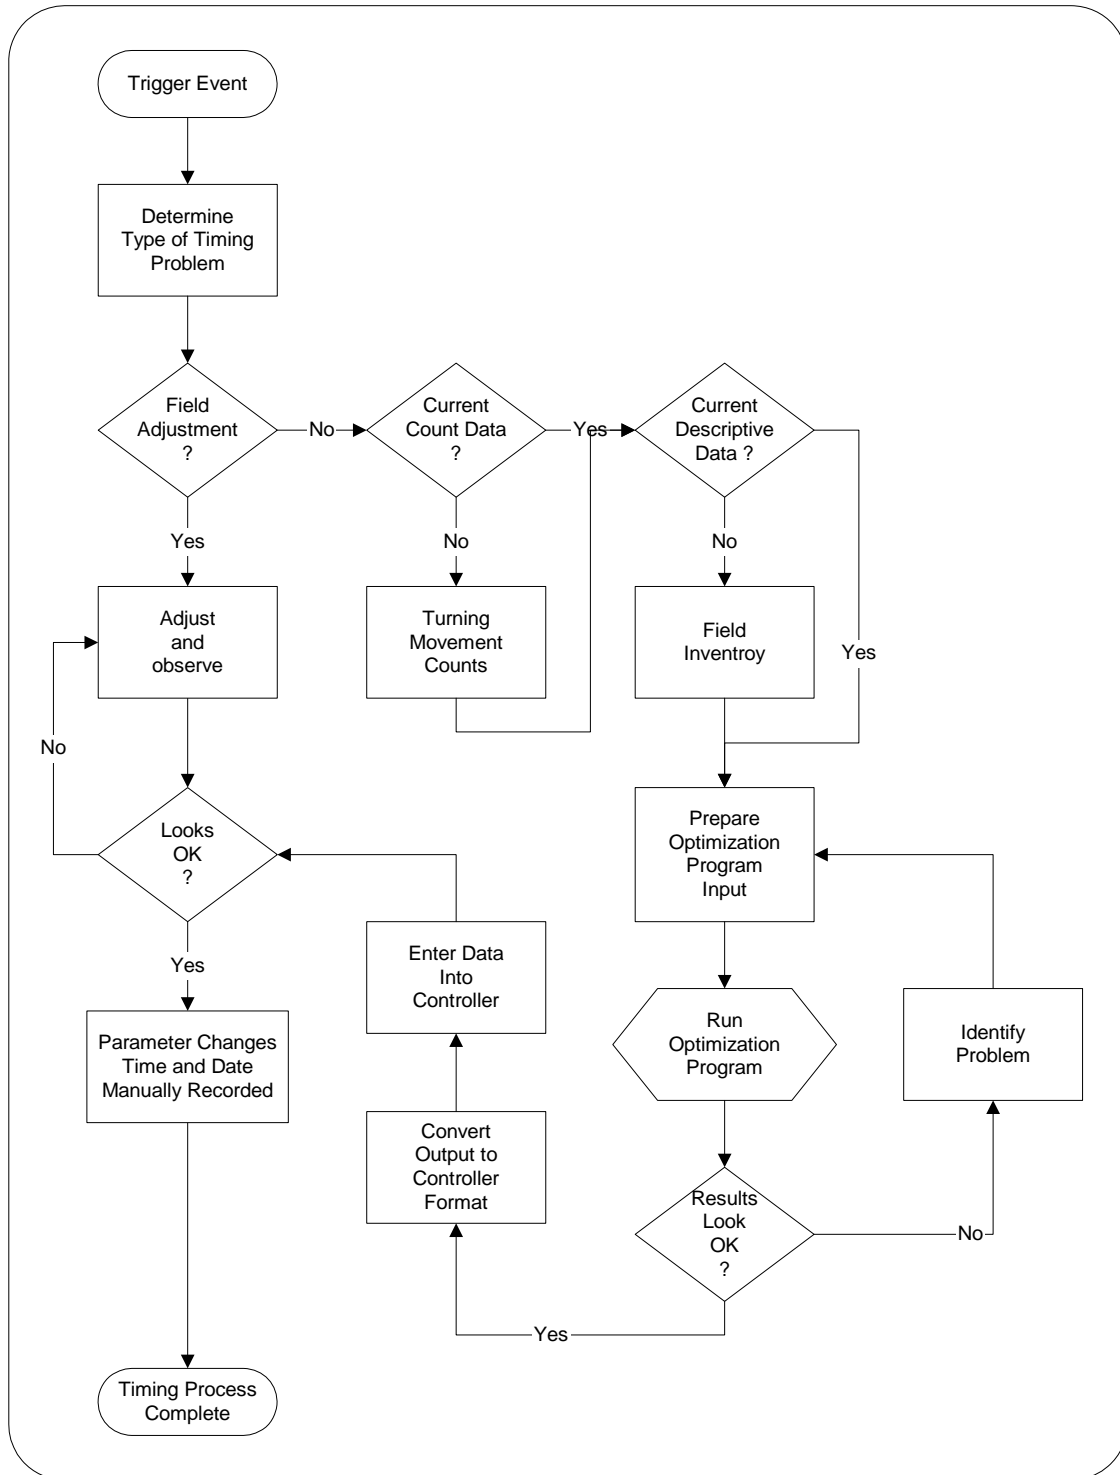 Trigger Event
Determine
Type of Timing
Problem
Field
Adjustment
?
No
Current
Count Data
?
Yes
Current
Descriptive
Data ?
Yes
No
No
Adjust
and
observe
Turning
Movement
Counts
Field
Inventroy
Yes
No
Looks
OK
?
Prepare
Optimization
Program
Input
Enter Data
Into
Controller
Yes
Run
Optimization
Program
Identify
Problem
Parameter Changes
Time and Date
Manually Recorded
Convert
Output to
Controller
Format
Results
Look
OK
?
No
Yes
Timing Process
Complete